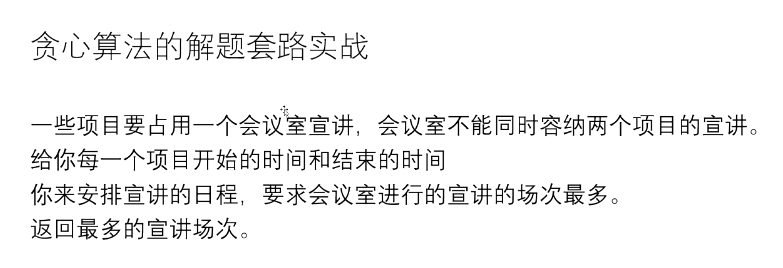 贪心算法的解题套路实战
一些项目要占用一个会议室宣讲，会议室不能同时容纳两个项目的宣讲。
给你每一个项目开始的时间和结束的时间
你来安排宣讲的日程，要求会议室进行的宣讲的场次最多。
返回最多的宣讲场次。